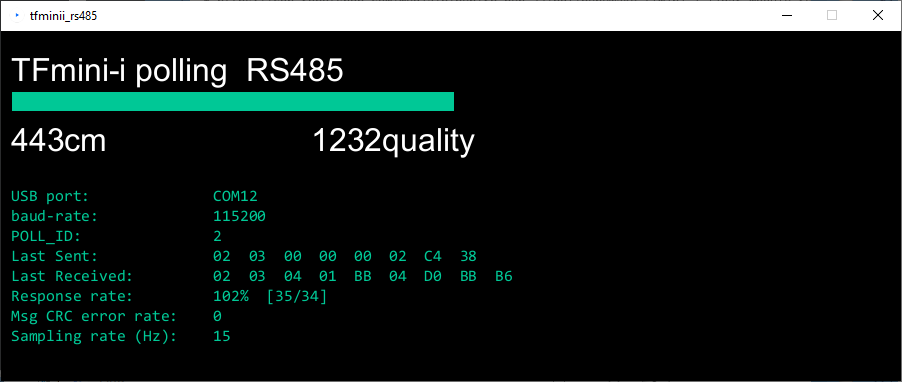 tfminii_rs485
TFmini-i polling  RS485
443cm 1232quality
USB port: COM12
baud-rate: 115200
POLL_ID: 2
Last Sent: 02  03  00  00  00  02  C4  38
Last Received: 02  03  04  01  BB  04  D0  BB  B6
Response rate: 102%  [35/34]
Msg CRC error rate: 0
Sampling rate (Hz): 15